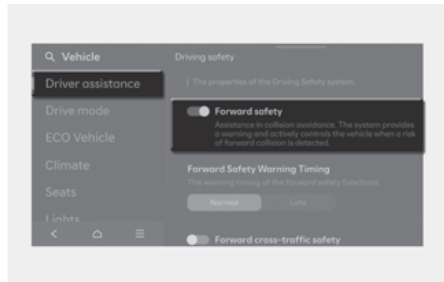 Vehicle
Driving safety
Driver assistance
The properties of the Driving Safety system.
Drive mode
Forward safety
Assistance in collision avoidance. The system provides
a warning and actively controls the vehicle when a risk
of forward collision is detected.
ECO Vehicle
Climate
Forward Safety Warning Timing
The warning timing of the forward safety functions.
Seats
Normal
Late
Lights
Forward cross-traffic safety